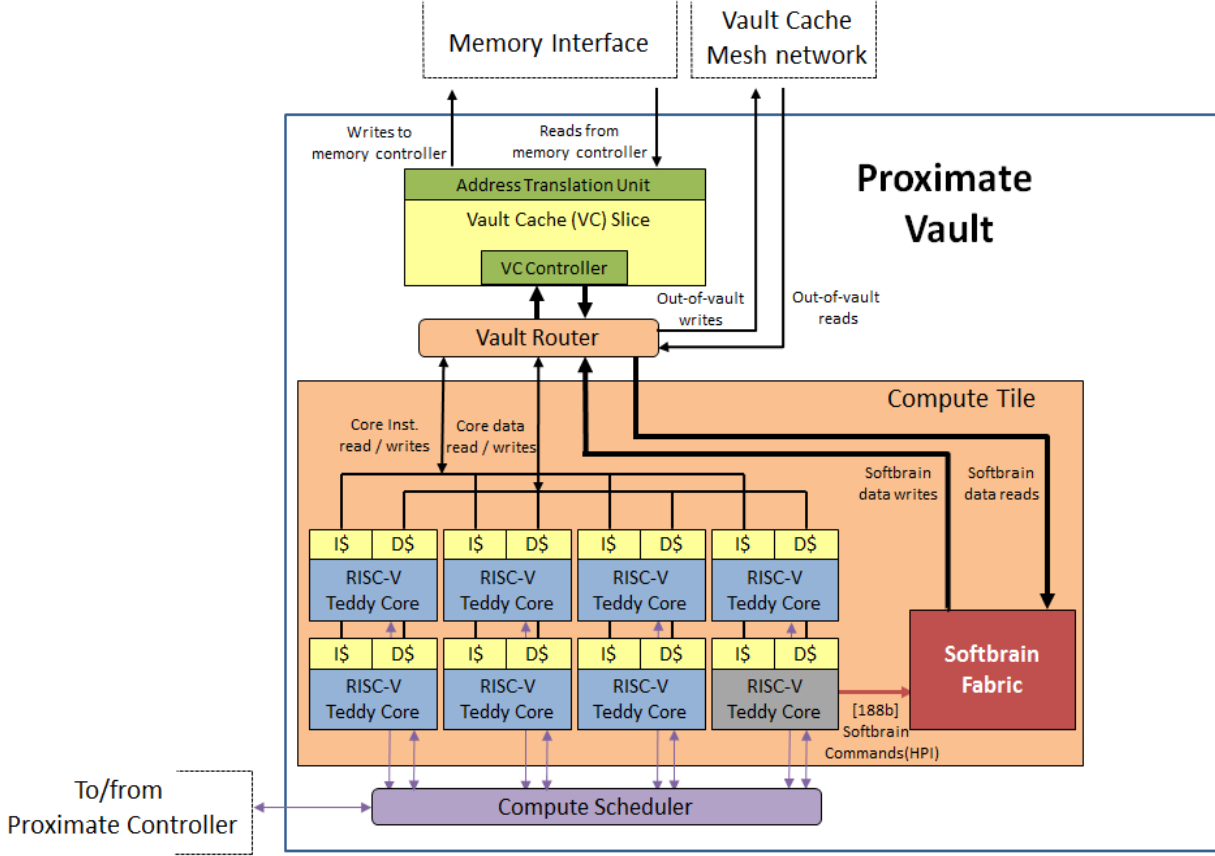 Memory Interface
Vault Cache
Mesh network
Writes to
memory controller
Reads from
memory controller
Proximate
Vault
Address Translation Unit
Vault Cache (VC) Slice
VC Controller
Out-of-vault
writes
Out-of-vault
reads
Vault Router
Compute Tile
Core Inst.
read / writes
Core data
read / writes
Softbrain
data writes
Softbrain
data reads
I$ D$ I$ D$ I$ D$ I$ D$
RISC-V
Teddy Core
RISC-V
Teddy Core
RISC-V
Teddy Core
RISC-V
Teddy Core
I$ D$ I$ D$ I$ D$ I$ D$
RISC-V
Teddy Core
RISC-V
Teddy Core
RISC-V
Teddy Core
RISC-V
Teddy Core
Softbrain
Fabric
[188b]
Softbrain
Commands(HPI)
To/from
Proximate Controller
Compute Scheduler